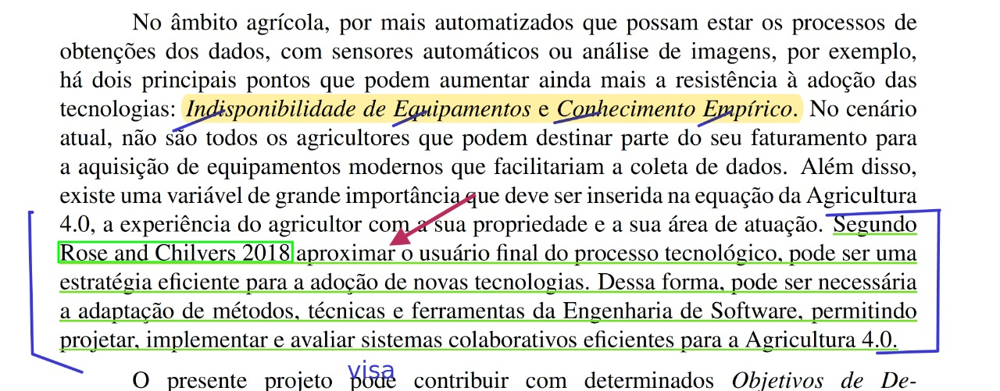 No âmbito agrícola, por mais automatizados que possam estar os processos de
obtenções dos dados, com sensores automáticos ou análise de imagens, por exemplo,
há dois principais pontos que podem aumentar ainda mais a resistência à adoção das
tecnologias: Indisponibilidade de Equipamentos e Conhecimento Empírico. No cenário
atual, não são todos os agricultores que podem destinar parte do seu faturamento para
a aquisição de equipamentos modernos que facilitariam a coleta de dados. Além disso,
existe uma variável de grande importância que deve ser inserida na equação da Agricultura
4.0, a experiência do agricultor com a sua propriedade e a sua área de atuação. Segundo
Rose and Chilvers 2018 aproximar o usuário final do processo tecnológico, pode ser uma
estratégia eficiente para a adoção de novas tecnologias. Dessa forma, pode ser necessária
a adaptação de métodos, técnicas e ferramentas da Engenharia de Software, permitindo
projetar, implementar e avaliar sistemas colaborativos eficientes para a Agricultura 4.0.
visa
O presente projeto pode contribuir com determinados Objetivos de De-